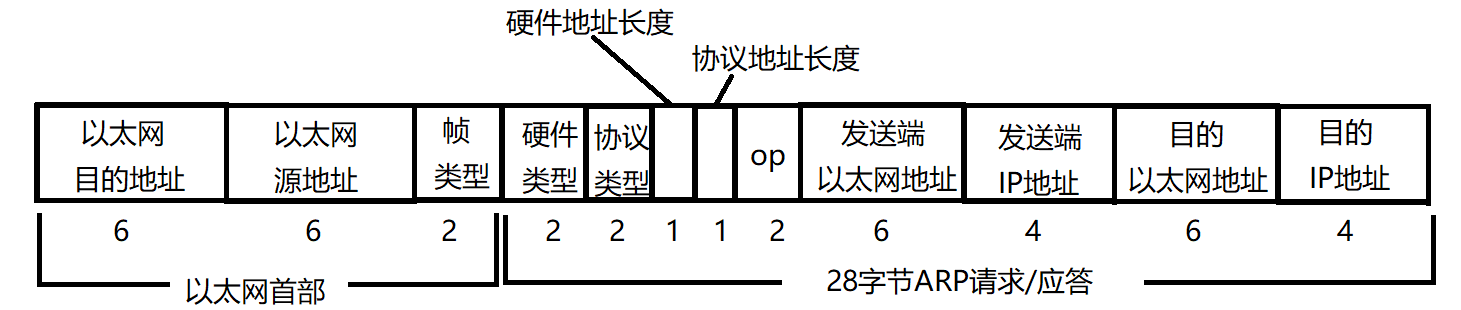 硬件地址长度
协议地址长度
以太网
目的地址
以太网
源地址
帧
类型
硬件
类型
协议
类型
op
发送端
以太网地址
发送端
IP地址
目的
以太网地址
目的
IP地址
6
6
2
2
2
1
1
2
6
4
6
4
以太网首部
28字节ARP请求/应答